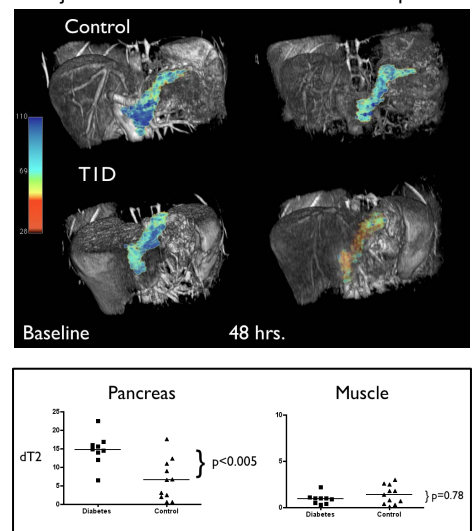 Control
110
69
28
TID
Baseline
48 hrs.
Pancreas
Muscle
25
20
15
10
5
0
dT2
p<0.005
Diabetes
Control
10
5
0
p=0.78
Diabetes
Control